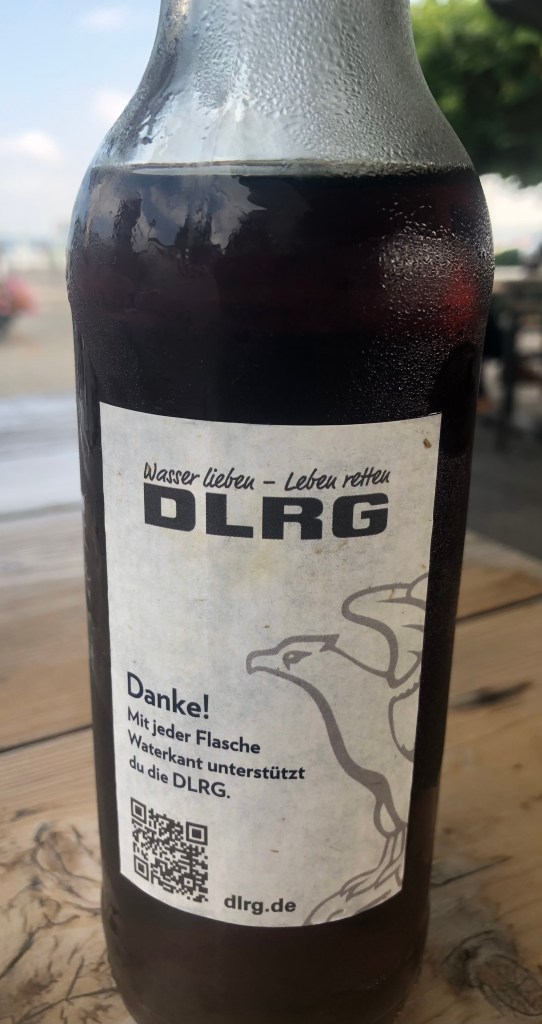 Wasser lieben – Leben retten
DLRG
Danke!
Mit jeder Flasche
Waterkant unterstützt
du die DLRG.
dlrg.de